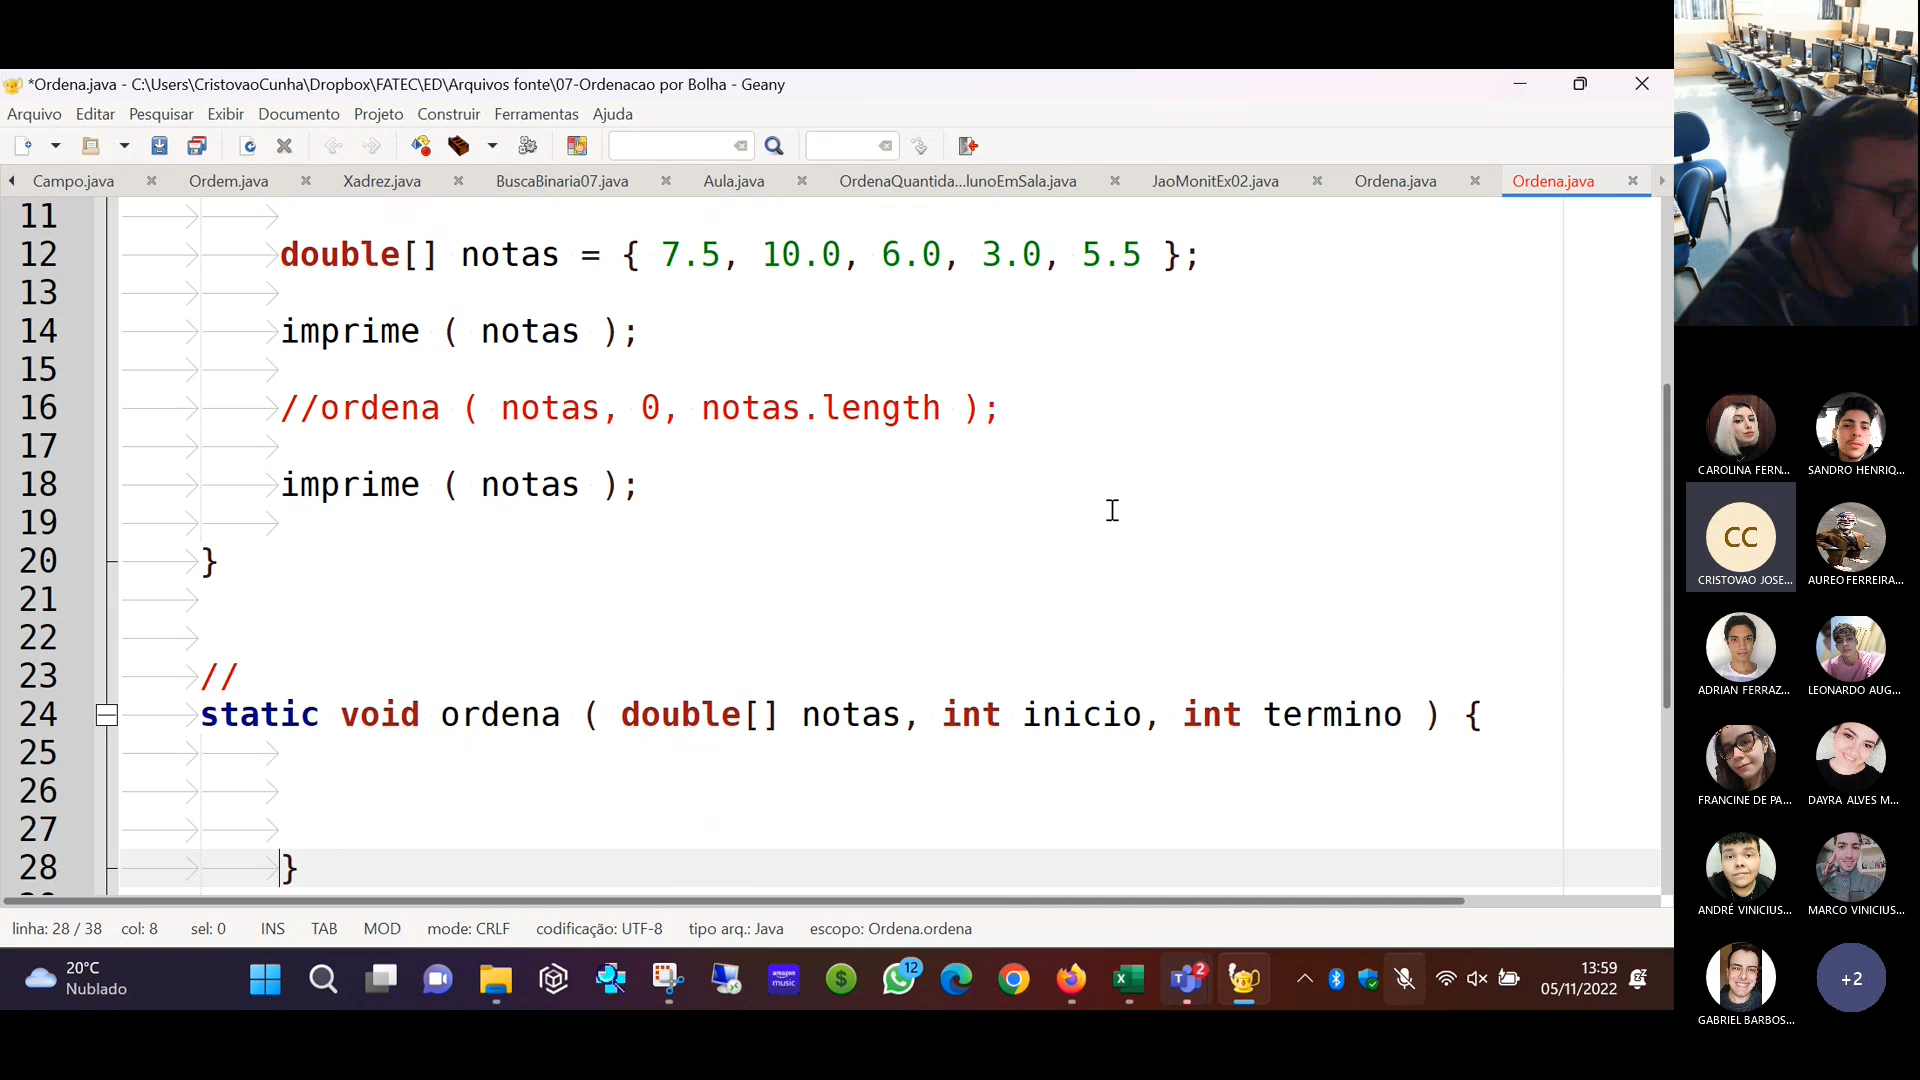 *Ordena.java - C:\Users\CristovaoCunha\Dropbox\FATEC\ED\Arquivos fonte\07-Ordenacao por Bolha - Geany
Arquivo Editar Pesquisar Exibir Documento Projeto Construir Ferramentas Ajuda
Campo.java Ordem.java Xadrez.java BuscaBinaria07.java Aula.java OrdenaQuantida...lunoEmSala.java JaoMonitEx02.java Ordena.java Ordena.java
11
12 double[] notas = { 7.5, 10.0, 6.0, 3.0, 5.5 };
13
14 imprime ( notas );
15
16 //ordena ( notas, 0, notas.length );
17
18 imprime ( notas );
19
20 }
21
22
23 //
24 static void ordena ( double[] notas, int inicio, int termino ) {
25
26
27
28 }
linha: 28 / 38 col: 8 sel: 0 INS TAB MOD mode: CRLF codificação: UTF-8 tipo arq.: Java escopo: Ordena.ordena
20°C
Nublado
amazon
music
12
2
13:59
05/11/2022
CAROLINA FERN... SANDRO HENRIQ...
CC
CRISTOVAO JOSE... AUREO FERREIRA...
ADRIAN FERRAZ... LEONARDO AUG...
FRANCINE DE PA... DAYRA ALVES M...
ANDRÉ VINICIUS... MARCO VINICIUS...
+2
GABRIEL BARBOS...